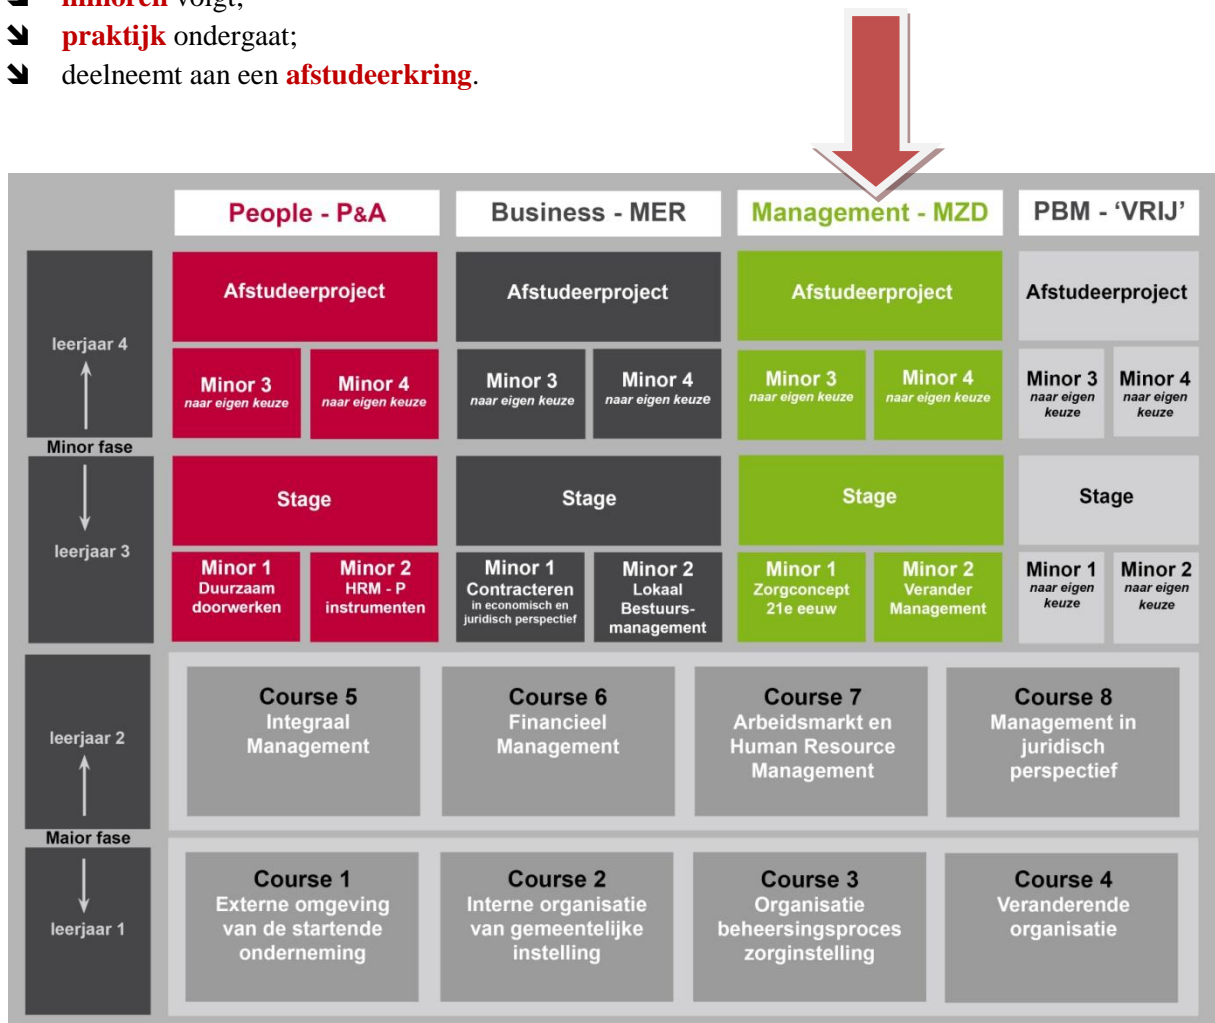 minoren volgt;
praktijk ondergaat;
deelneemt aan een afstudeerkring.
People - P&A
Business - MER
Management - MZD
PBM - ‘VRIJ’
leerjaar 4
Afstudeerproject
Afstudeerproject
Afstudeerproject
Afstudeerproject
Minor 3
naar eigen keuze
Minor 4
naar eigen keuze
Minor 3
naar eigen keuze
Minor 4
naar eigen keuze
Minor 3
naar eigen keuze
Minor 4
naar eigen keuze
Minor 3
naar eigen
keuze
Minor 4
naar eigen
keuze
Minor fase
leerjaar 3
Stage
Stage
Stage
Stage
Minor 1
Duurzaam
doorwerken
Minor 2
HRM - P
instrumenten
Minor 1
Contracteren
in economisch en
juridisch perspectief
Minor 2
Lokaal
Bestuurs-
management
Minor 1
Zorgconcept
21e eeuw
Minor 2
Verander
Management
Minor 1
naar eigen
keuze
Minor 2
naar eigen
keuze
leerjaar 2
Course 5
Integraal
Management
Course 6
Financieel
Management
Course 7
Arbeidsmarkt en
Human Resource
Management
Course 8
Management in
juridisch
perspectief
Maior fase
leerjaar 1
Course 1
Externe omgeving
van de startende
onderneming
Course 2
Interne organisatie
van gemeentelijke
instelling
Course 3
Organisatie
beheersingsproces
zorginstelling
Course 4
Veranderende
organisatie